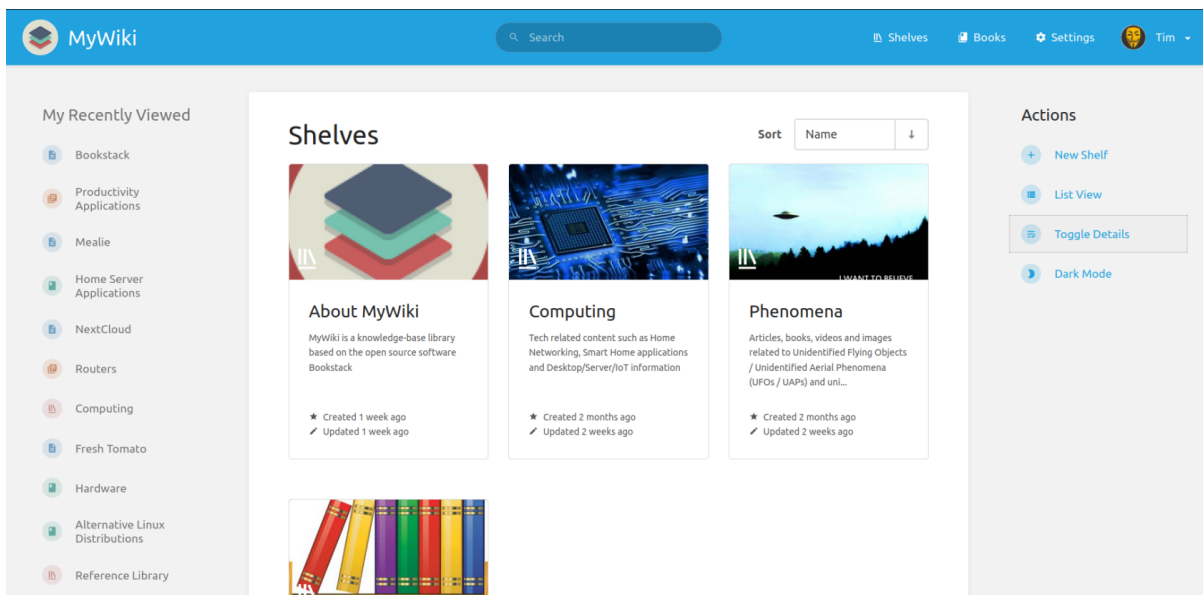 MyWiki
Search
Shelves
Books
Settings
Tim
My Recently Viewed
Bookstack
Productivity
Applications
Mealie
Home Server
Applications
NextCloud
Routers
Computing
Fresh Tomato
Hardware
Alternative Linux
Distributions
Reference Library
Shelves
Sort
Name
About MyWiki
MyWiki is a knowledge-base library
based on the open source software
Bookstack
Created 1 week ago
Updated 1 week ago
Computing
Tech related content such as Home
Networking, Smart Home applications
and Desktop/Server/IoT information
Created 2 months ago
Updated 2 weeks ago
I WANT TO BELIEVE
Phenomena
Articles, books, videos and images
related to Unidentified Flying Objects
/ Unidentified Aerial Phenomena
(UFOs / UAPs) and uni...
Created 2 months ago
Updated 2 weeks ago
Actions
New Shelf
List View
Toggle Details
Dark Mode